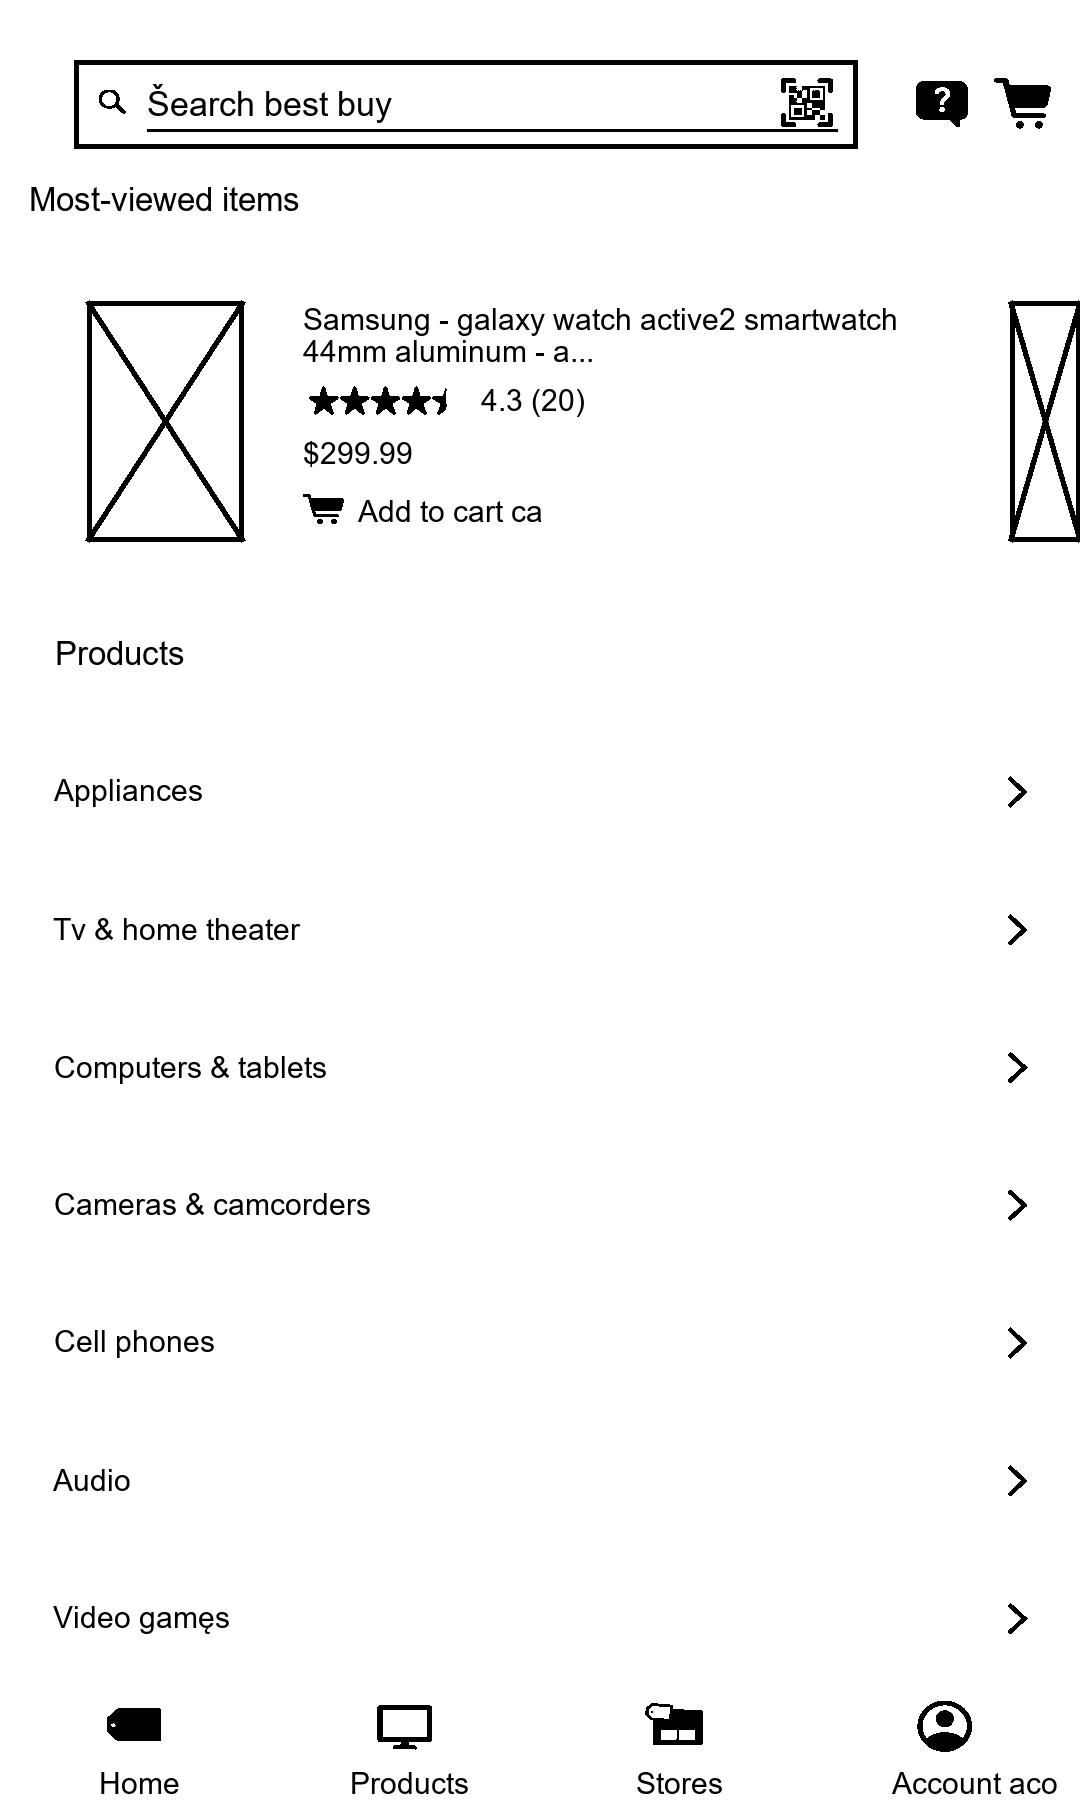 Šearch best buy
Most-viewed items
Samsung - galaxy watch active2 smartwatch
44mm aluminum - a...
4.3 (20)
$299.99
Add to cart ca
Products
Appliances
Tv & home theater
Computers & tablets
Cameras & camcorders
Cell phones
Audio
Video gamęs
Home
Products
Stores
Account aco